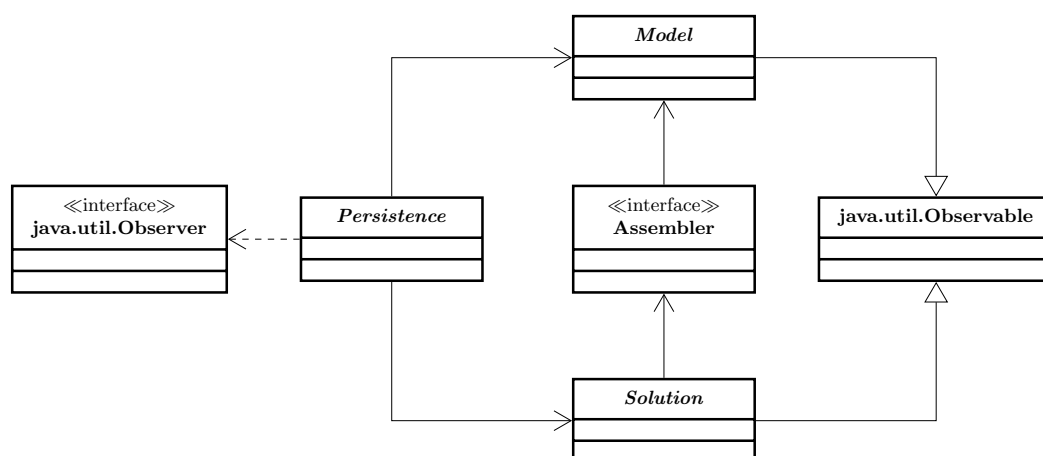 Model
≪interface≫
java.util.Observer
Persistence
≪interface≫
Assembler
java.util.Observable
Solution